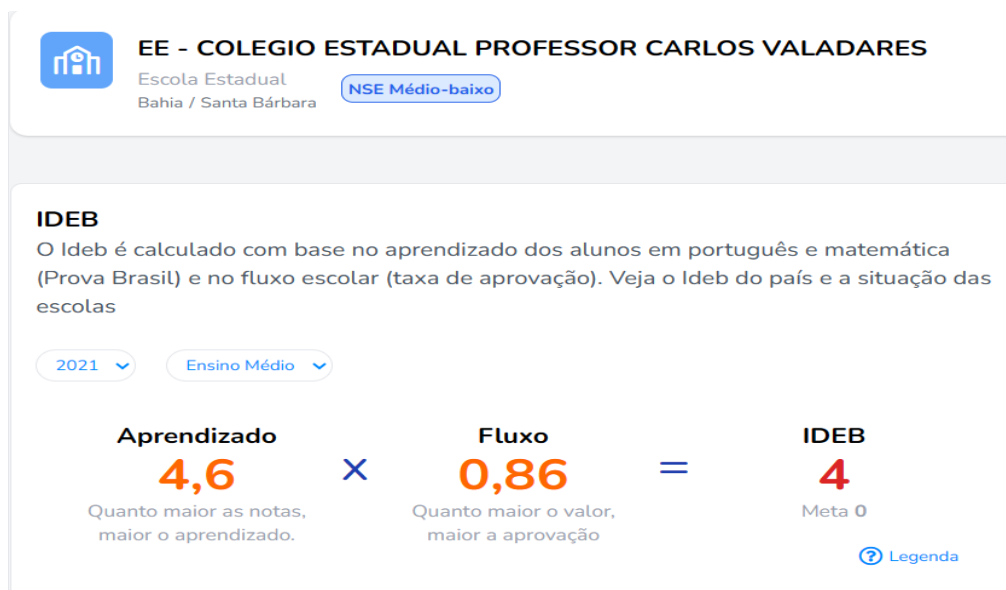 EE - COLEGIO ESTADUAL PROFESSOR CARLOS VALADARES
Escola Estadual
NSE Médio-baixo
Bahia / Santa Bárbara
IDEB
O Ideb é calculado com base no aprendizado dos alunos em português e matemática
(Prova Brasil) e no fluxo escolar (taxa de aprovação). Veja o Ideb do país e a situação das
escolas
2021
Ensino Médio
Aprendizado
4,6
Quanto maior as notas,
maior o aprendizado.
×
Fluxo
0,86
Quanto maior o valor,
maior a aprovação
=
IDEB
4
Meta 0
? Legenda